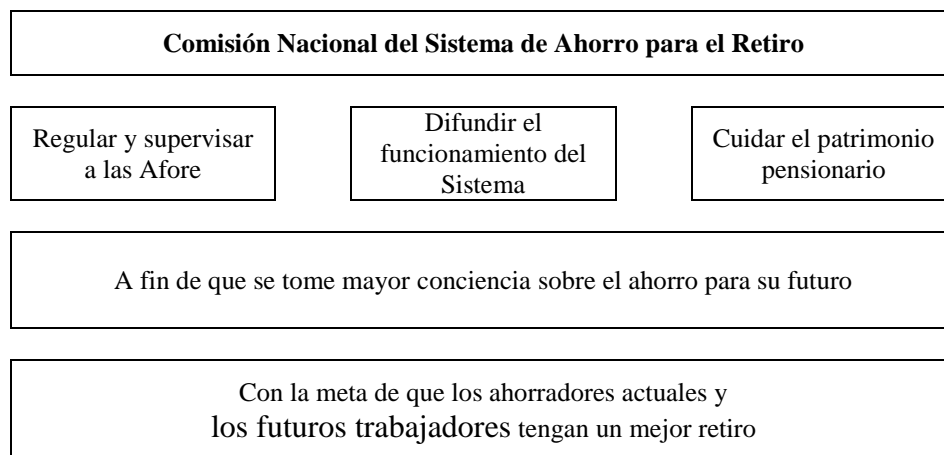 Comisión Nacional del Sistema de Ahorro para el Retiro
Regular y supervisar
a las Afore
Difundir el
funcionamiento del
Sistema
Cuidar el patrimonio
pensionario
A fin de que se tome mayor conciencia sobre el ahorro para su futuro
Con la meta de que los ahorradores actuales y
los futuros trabajadores tengan un mejor retiro